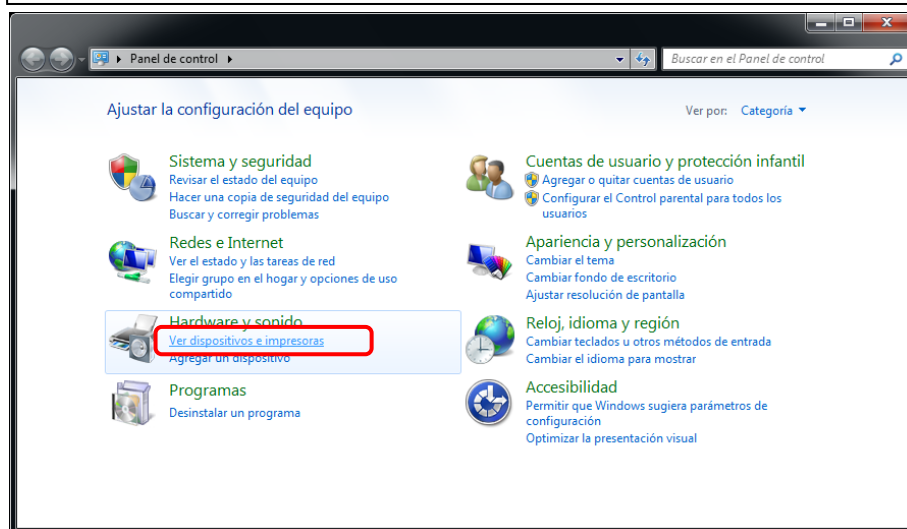 Panel de control
Buscar en el Panel de control
Ajustar la configuración del equipo
Ver por: Categoría
Sistema y seguridad
Revisar el estado del equipo
Hacer una copia de seguridad del equipo
Buscar y corregir problemas
Redes e Internet
Ver el estado y las tareas de red
Elegir grupo en el hogar y opciones de uso
compartido
Hardware y sonido
Ver dispositivos e impresoras
Agregar un dispositivo
Programas
Desinstalar un programa
Cuentas de usuario y protección infantil
Agregar o quitar cuentas de usuario
Configurar el Control parental para todos los
usuarios
Apariencia y personalización
Cambiar el tema
Cambiar fondo de escritorio
Ajustar resolución de pantalla
Reloj, idioma y región
Cambiar teclados u otros métodos de entrada
Cambiar el idioma para mostrar
Accesibilidad
Permitir que Windows sugiera parámetros de
configuración
Optimizar la presentación visual